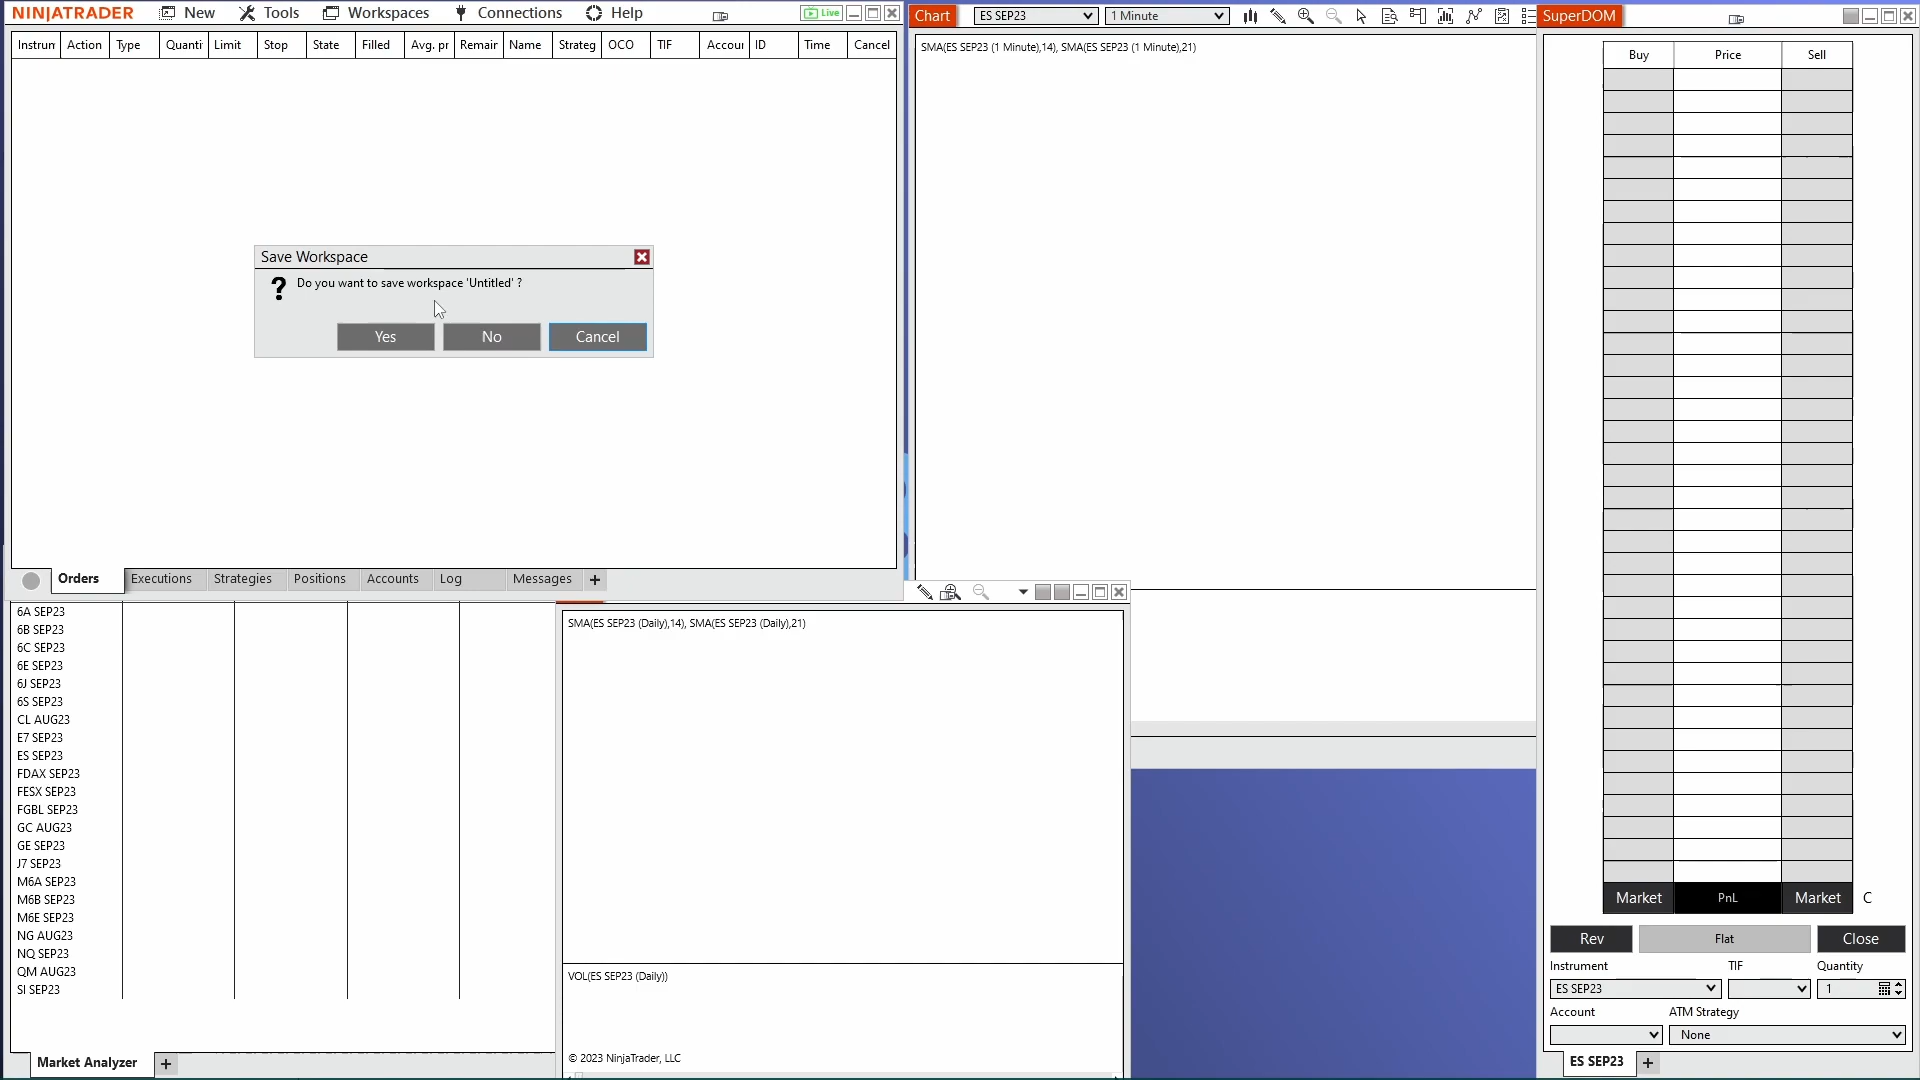 NINJATRADER New Tools Workspaces Connections Help Live
Instrun Action Type Quanti Limit Stop State Filled Avg. pr Remair Name Strateg OCO TIF Accour ID Time Cancel
Save Workspace
? Do you want to save workspace 'Untitled' ?
Yes No Cancel
Orders Executions Strategies Positions Accounts Log Messages +
6A SEP23
6B SEP23
6C SEP23
6E SEP23
6J SEP23
6S SEP23
CL AUG23
E7 SEP23
ES SEP23
FDAX SEP23
FESX SEP23
FGBL SEP23
GC AUG23
GE SEP23
J7 SEP23
M6A SEP23
M6B SEP23
M6E SEP23
NG AUG23
NQ SEP23
QM AUG23
SI SEP23
Market Analyzer +
Chart ES SEP23 1 Minute
SMA(ES SEP23 (1 Minute),14), SMA(ES SEP23 (1 Minute),21)
SMA(ES SEP23 (Daily),14), SMA(ES SEP23 (Daily),21)
VOL(ES SEP23 (Daily))
© 2023 NinjaTrader, LLC
SuperDOM
Buy Price Sell
Market PnL Market C
Rev Flat Close
Instrument TIF Quantity
ES SEP23 1
Account ATM Strategy
None
ES SEP23 +